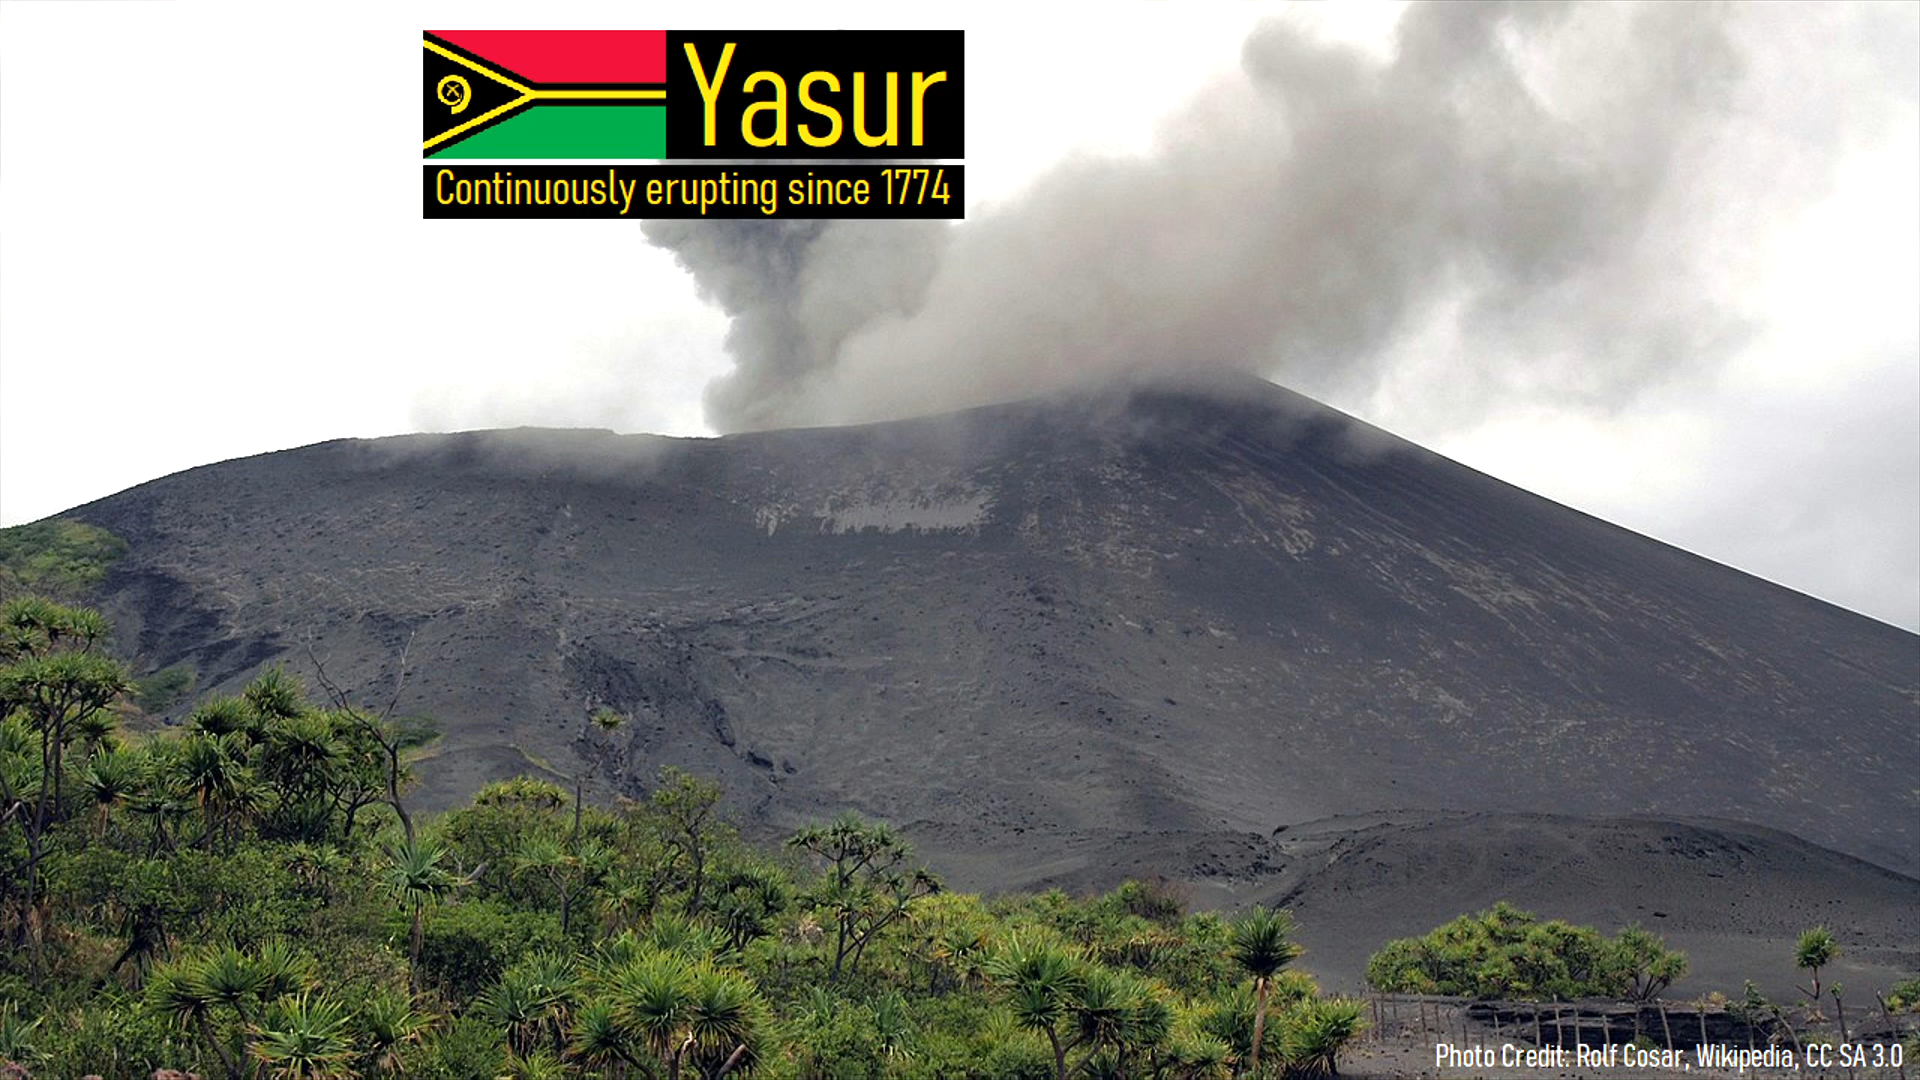 Yasur
Continuously erupting since 1774
Photo Credit: Rolf Cosar, Wikipedia, CC SA 3.0